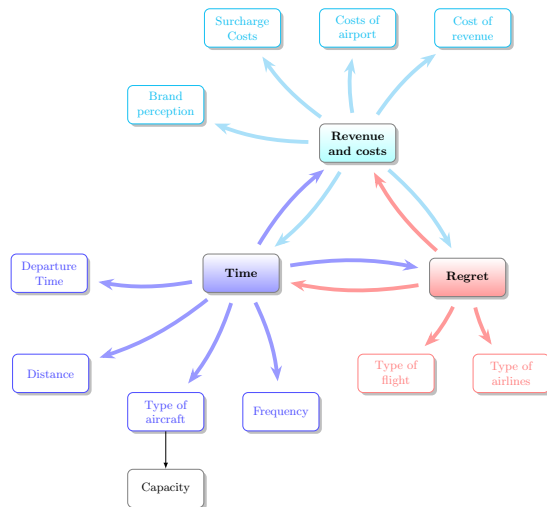 Surcharge
Costs
Costs of
airport
Cost of
revenue
Brand
perception
Revenue
and costs
Departure
Time
Time
Regret
Distance
Type of
flight
Type of
airlines
Type of
aircraft
Frequency
Capacity